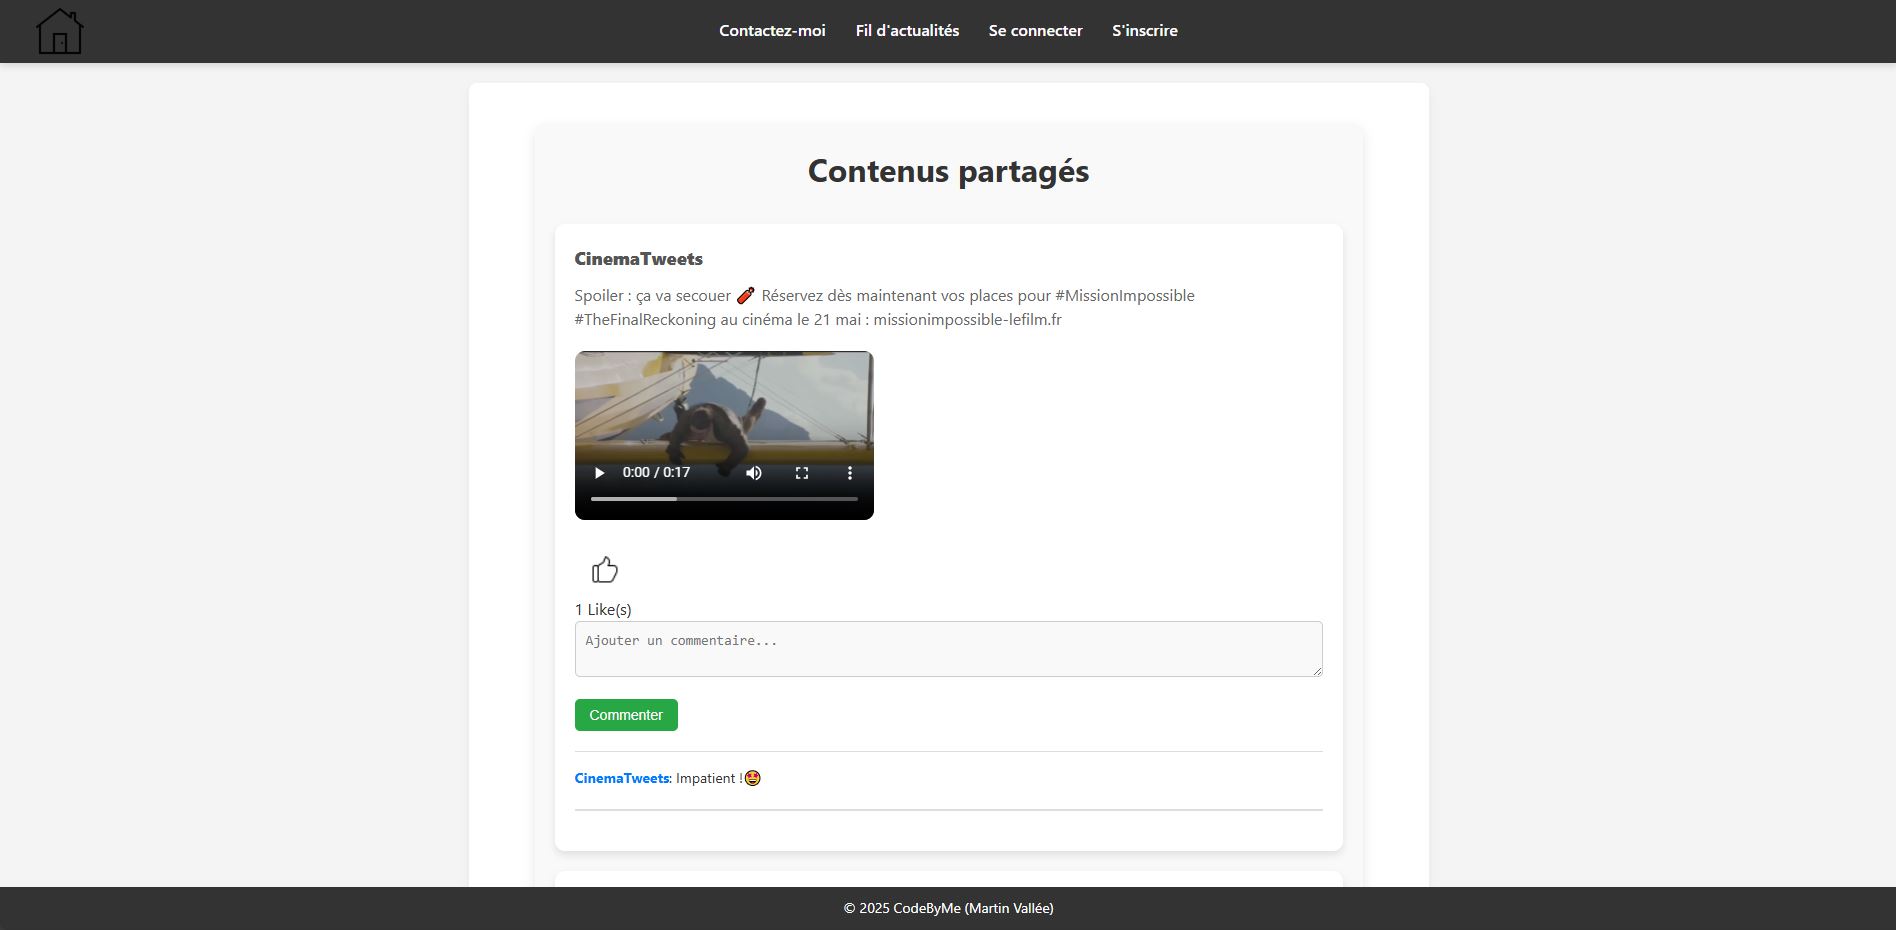 Contactez-moi Fil d'actualités Se connecter S'inscrire
Contenus partagés
CinemaTweets
Spoiler : ça va secouer 🧨 Réservez dès maintenant vos places pour #MissionImpossible
#TheFinalReckoning au cinéma le 21 mai : missionimpossible-lefilm.fr
0:00 / 0:17
1 Like(s)
Ajouter un commentaire...
Commenter
CinemaTweets: Impatient !🤩
© 2025 CodeByMe (Martin Vallée)